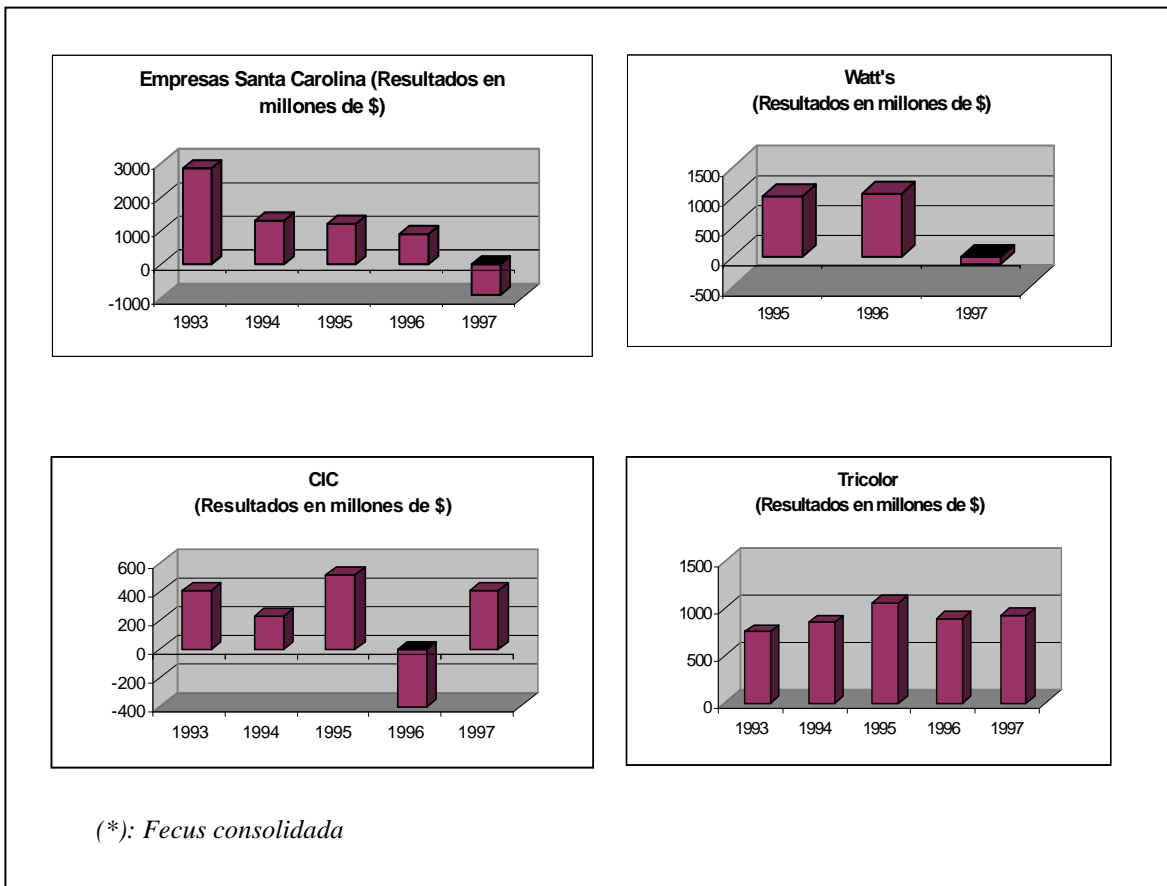 Empresas Santa Carolina (Resultados en
millones de $)
3000
2000
1000
0
-1000
1993 1994 1995 1996 1997
Watt's
(Resultados en millones de $)
1500
1000
500
0
-500
1995 1996 1997
CIC
(Resultados en millones de $)
600
400
200
0
-200
-400
1993 1994 1995 1996 1997
Tricolor
(Resultados en millones de $)
1500
1000
500
0
1993 1994 1995 1996 1997
(*): Fecus consolidada